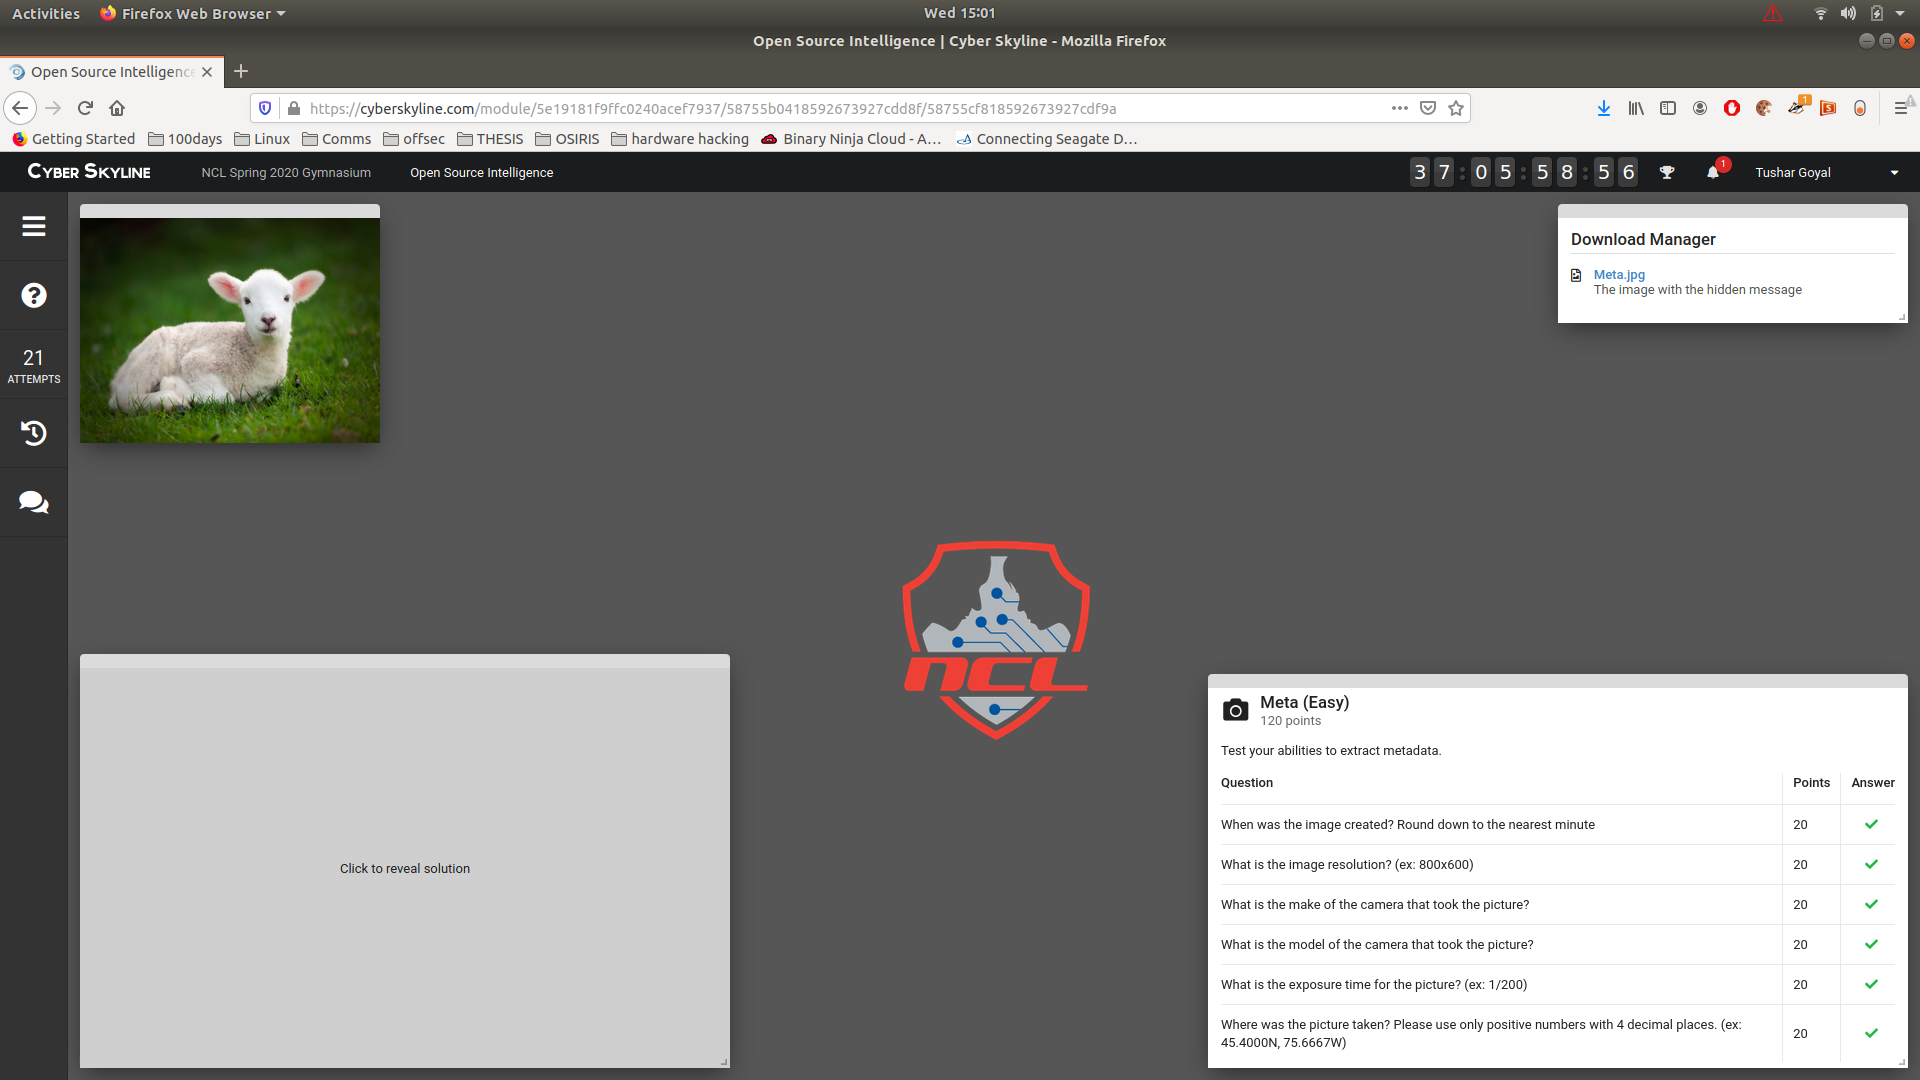 Activities
Firefox Web Browser
Wed 15:01
Open Source Intelligence | Cyber Skyline - Mozilla Firefox
Open Source Intelligence
https://cyberskyline.com/module/5e19181f9ffc0240acef7937/58755b0418592673927cdd8f/58755cf818592673927cdf9a
1
Getting Started
100days
Linux
Comms
offsec
THESIS
OSIRIS
hardware hacking
Binary Ninja Cloud - A...
Connecting Seagate D...
CYBER SKYLINE
NCL Spring 2020 Gymnasium
Open Source Intelligence
37:05:58:56
1
Tushar Goyal
21
ATTEMPTS
Download Manager
Meta.jpg
The image with the hidden message
NCL
Click to reveal solution
Meta (Easy)
120 points
Test your abilities to extract metadata.
Question Points Answer
When was the image created? Round down to the nearest minute 20
What is the image resolution? (ex: 800x600) 20
What is the make of the camera that took the picture? 20
What is the model of the camera that took the picture? 20
What is the exposure time for the picture? (ex: 1/200) 20
Where was the picture taken? Please use only positive numbers with 4 decimal places. (ex: 20
45.4000N, 75.6667W)